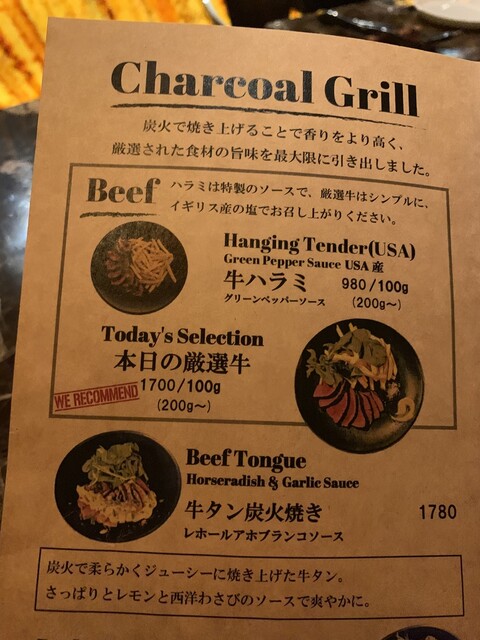 Charcoal Grill
炭火で焼き上げることで香りをより高く、
厳選された食材の旨味を最大限に引き出しました。
Beef
ハラミは特製のソースで、厳選牛はシンプルに、
イギリス産の塩でお召し上がりください。
Hanging Tender(USA)
Green Pepper Sauce USA 産
牛ハラミ 980/100g
グリーンペッパーソース (200g〜)
Today's Selection
本日の厳選牛
WE RECOMMEND 1700/100g
(200g〜)
Beef Tongue
Horseradish & Garlic Sauce
牛タン炭火焼き 1780
レホールアホブランコソース
炭火で柔らかくジューシーに焼き上げた牛タン。
さっぱりとレモンと西洋わさびのソースで爽やかに。